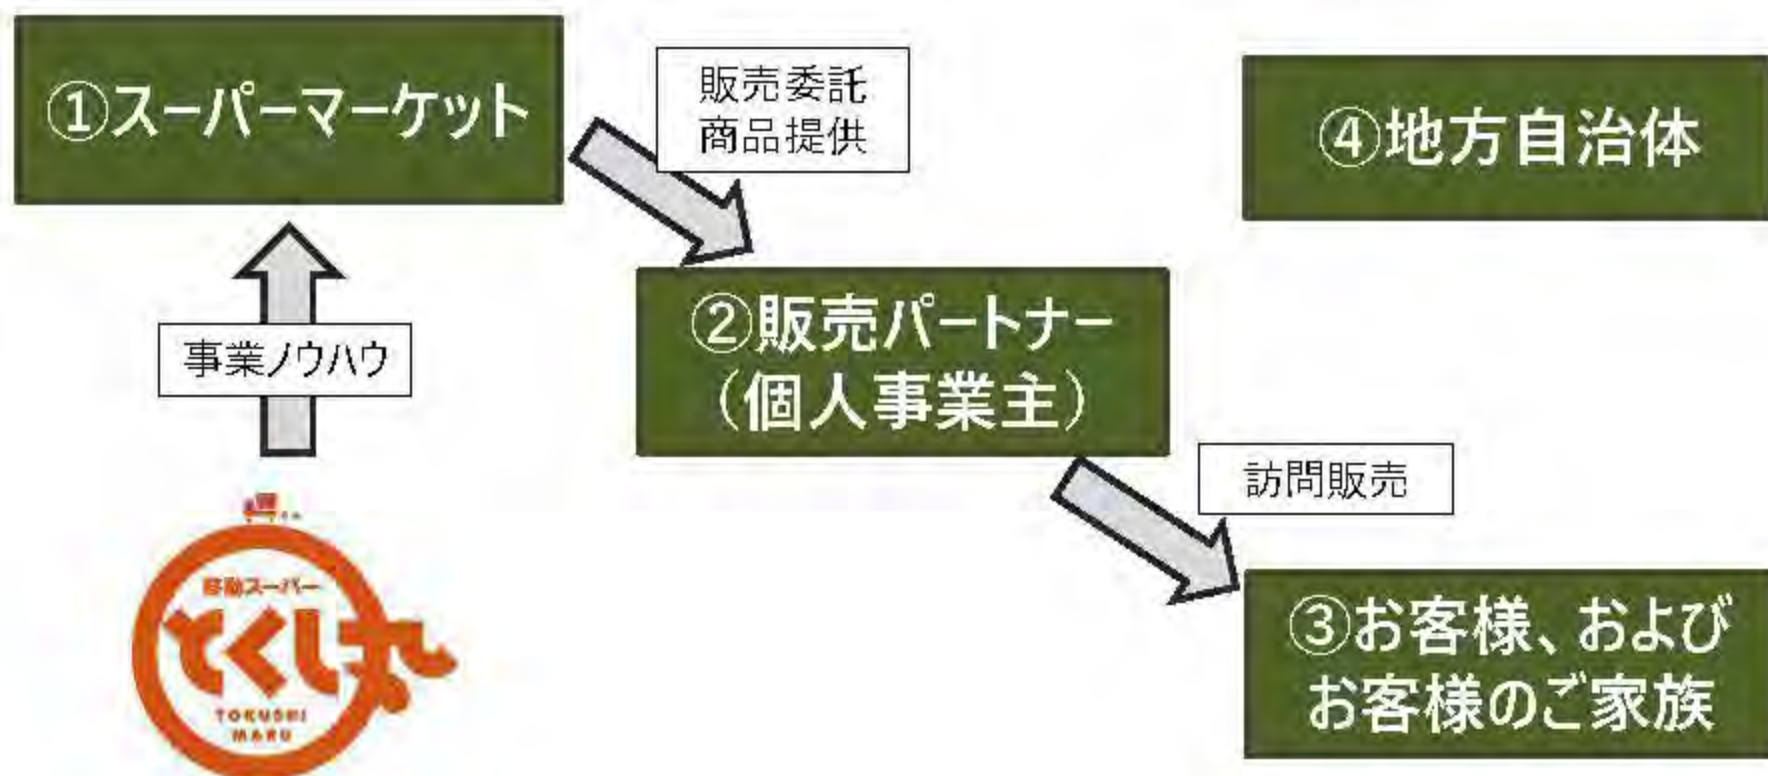 ①スーパーマーケット
販売委託
商品提供
④地方自治体
②販売パートナー
（個人事業主）
事業ノウハウ
訪問販売
移動スーパー
とくし丸
TOKUSHI
MARU
③お客様、および
お客様のご家族